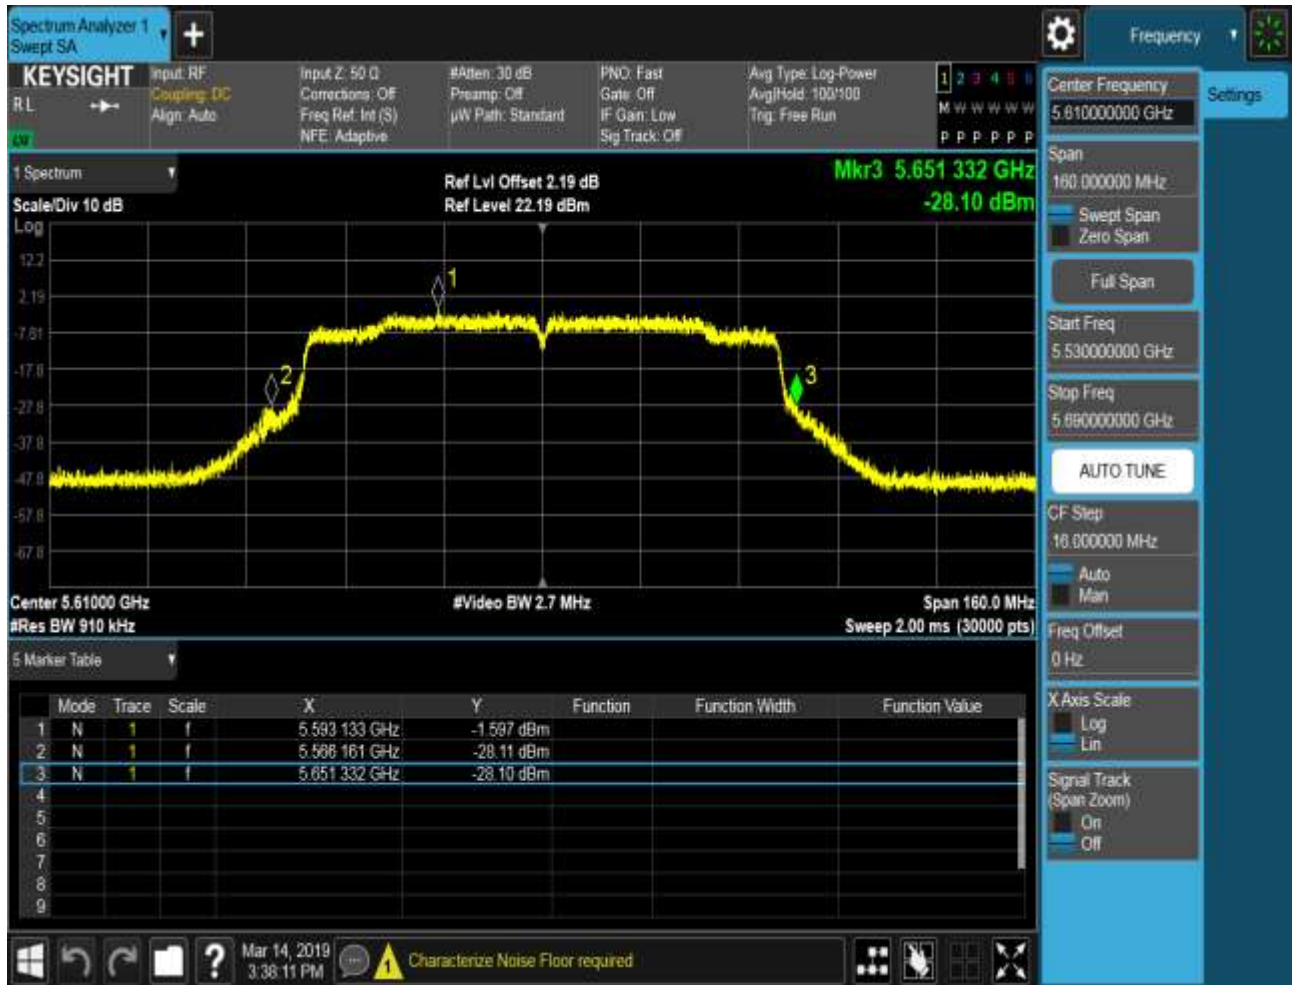 Spectrum Analyzer 1
Swept SA
Frequency
KEYSIGHT
R L
Input: RF
Coupling: DC
Align: Auto
Input Z: 50 Ω
Corrections: Off
Freq Ref: Int (S)
NFE: Adaptive
#Atten: 30 dB
Preamp: Off
µW Path: Standard
PNO: Fast
Gate: Off
IF Gain: Low
Sig Track: Off
Avg Type: Log-Power
Avg|Hold: 100/100
Trig: Free Run
1 2 3 4 5 6
M W W W W W
P P P P P P
1 Spectrum
Scale/Div 10 dB
Ref Lvl Offset 2.19 dB
Ref Level 22.19 dBm
Mkr3 5.651 332 GHz
-28.10 dBm
Log
12.2
2.19
-7.81
-17.8
-27.8
-37.8
-47.8
-57.8
-67.8
1
2
3
Center 5.61000 GHz
#Video BW 2.7 MHz
Span 160.0 MHz
#Res BW 910 kHz
Sweep 2.00 ms (30000 pts)
5 Marker Table
Mode Trace Scale X Y Function Function Width Function Value
1 N 1 f 5.593 133 GHz -1.597 dBm
2 N 1 f 5.566 161 GHz -28.11 dBm
3 N 1 f 5.651 332 GHz -28.10 dBm
4
5
6
7
8
9
Center Frequency
5.610000000 GHz
Settings
Span
160.000000 MHz
Swept Span
Zero Span
Full Span
Start Freq
5.530000000 GHz
Stop Freq
5.690000000 GHz
AUTO TUNE
CF Step
16.000000 MHz
Auto
Man
Freq Offset
0 Hz
X Axis Scale
Log
Lin
Signal Track
(Span Zoom)
On
Off
?
Mar 14, 2019
3:38:11 PM
1
Characterize Noise Floor required